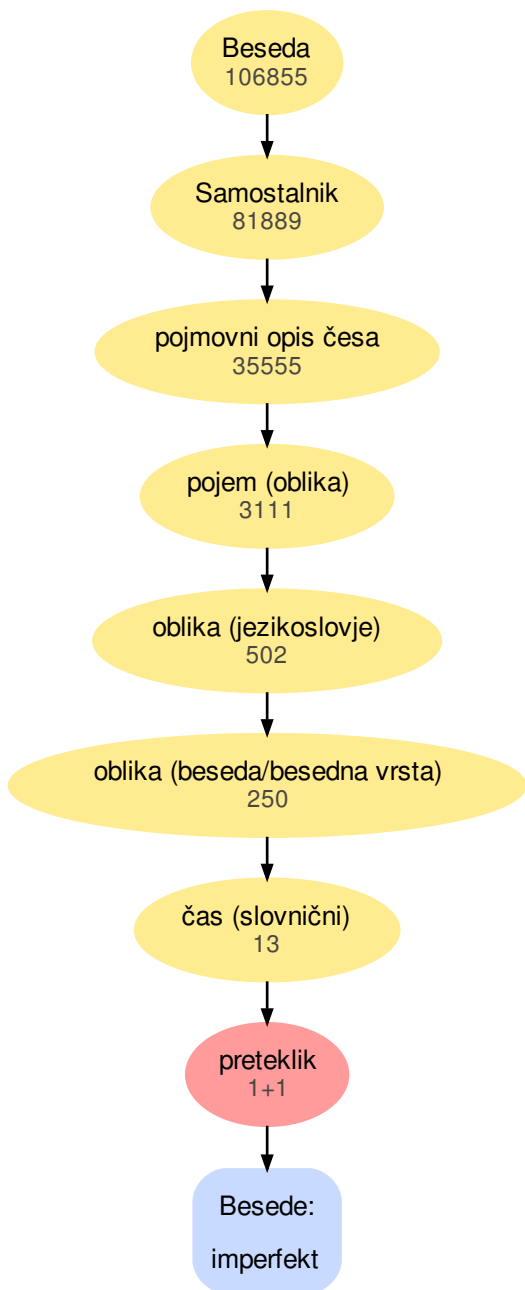 Beseda
106855
Samostalnik
81889
pojmovni opis česa
35555
pojem (oblika)
3111
oblika (jezikoslovje)
502
oblika (beseda/besedna vrsta)
250
čas (slovnični)
13
preteklik
1+1
Besede:
imperfekt